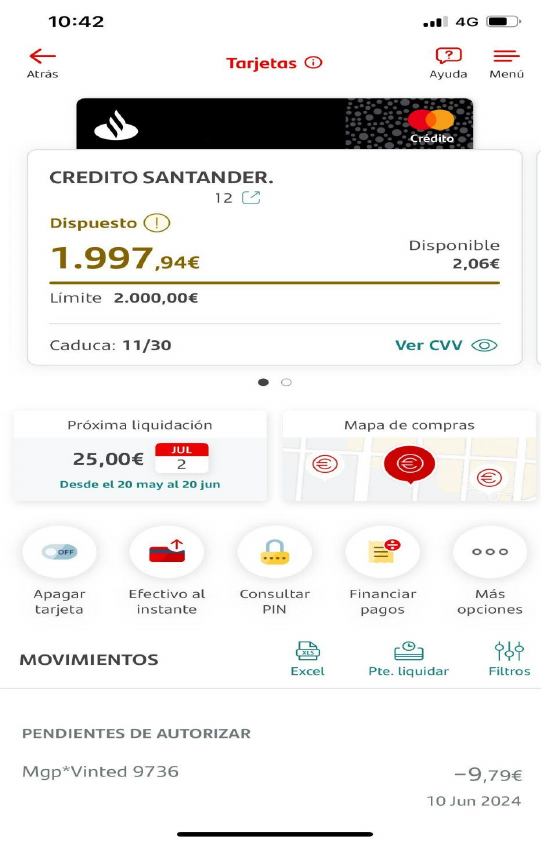 10:42
4G
Atrás
Tarjetas
Ayuda
Menú
Crédito
CREDITO SANTANDER.
12
Dispuesto
1.997,94€
Disponible
2,06€
Límite 2.000,00€
Caduca: 11/30
Ver CVV
Próxima liquidación
25,00€
JUL
2
Desde el 20 may al 20 jun
Mapa de compras
€
€
€
OFF
Apagar
tarjeta
Efectivo al
instante
Consultar
PIN
Financiar
pagos
Más
opciones
MOVIMIENTOS
XLS
Excel
Pte. liquidar
Filtros
PENDIENTES DE AUTORIZAR
Mgp*Vinted 9736
-9,79€
10 Jun 2024